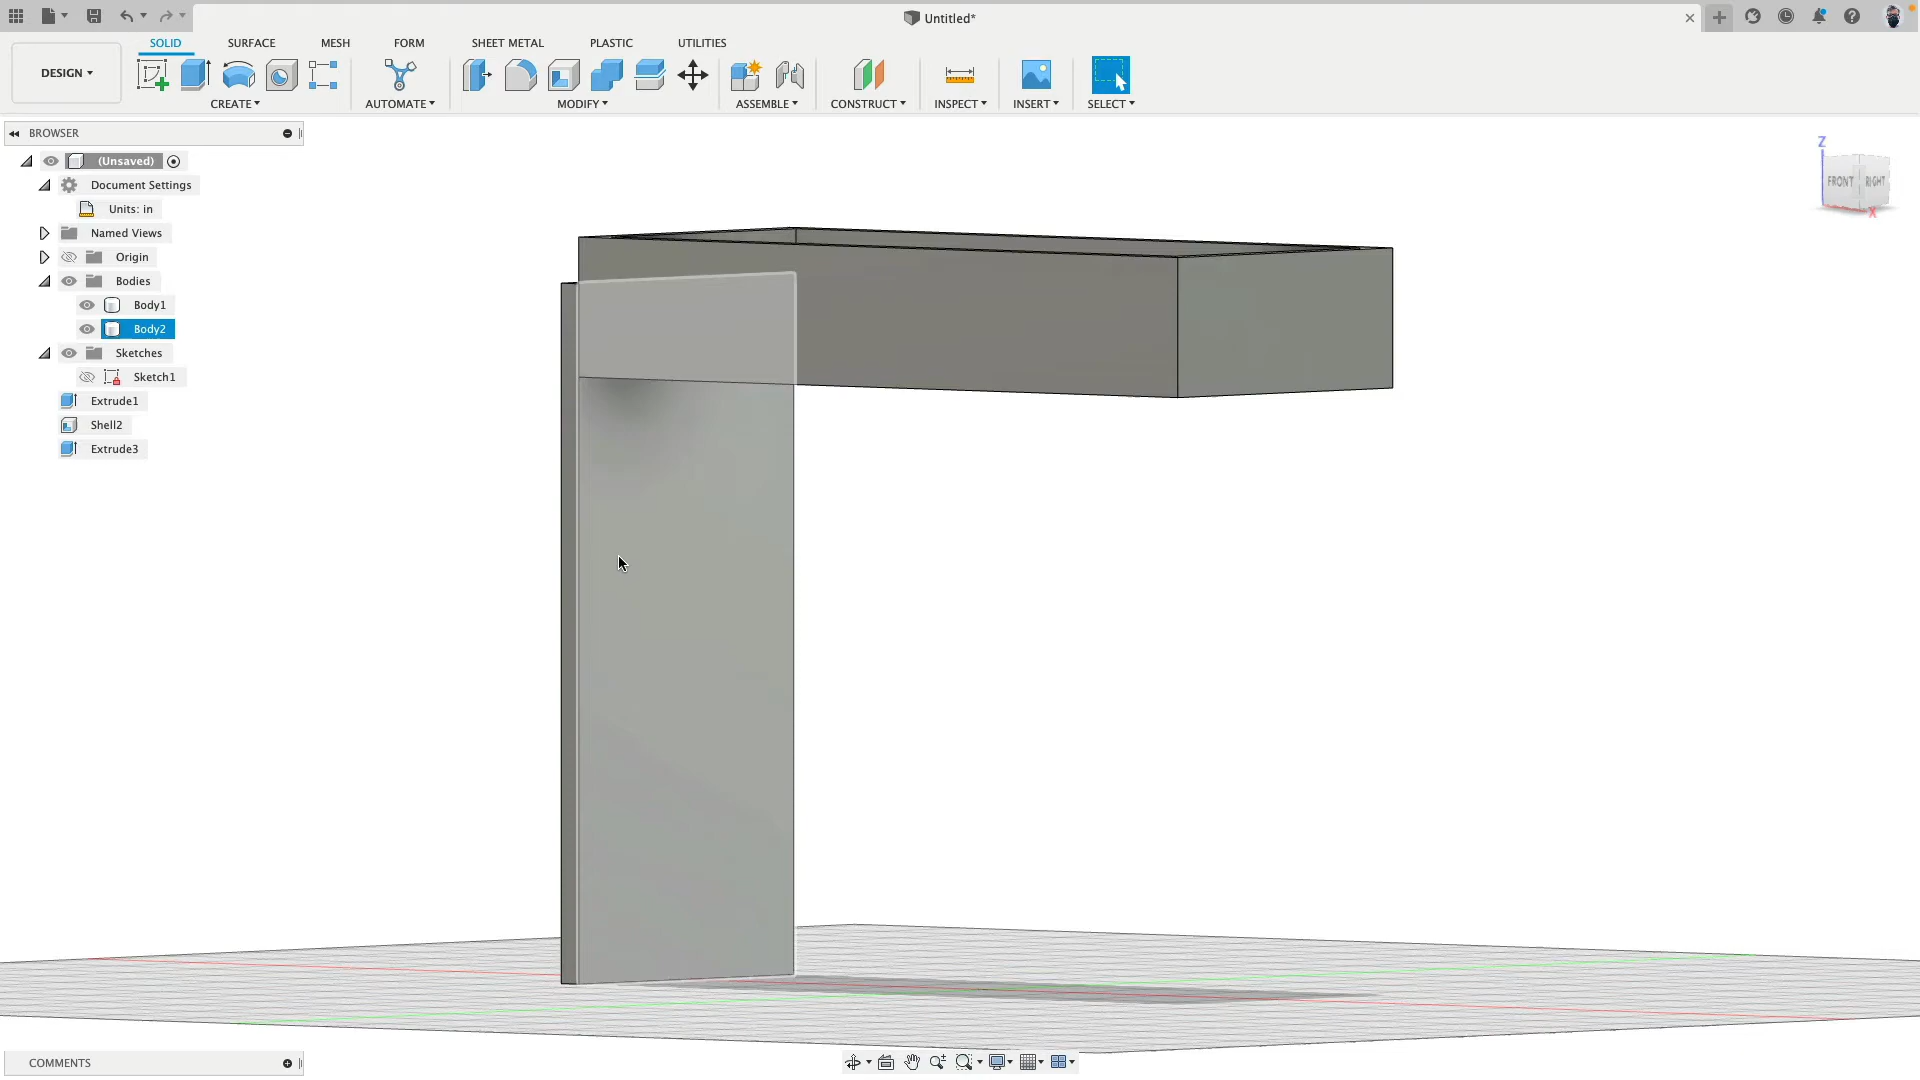 Untitled*
DESIGN
SOLID
SURFACE
MESH
FORM
SHEET METAL
PLASTIC
UTILITIES
CREATE
AUTOMATE
MODIFY
ASSEMBLE
CONSTRUCT
INSPECT
INSERT
SELECT
BROWSER
(Unsaved)
Document Settings
Units: in
Named Views
Origin
Bodies
Body1
Body2
Sketches
Sketch1
Extrude1
Shell2
Extrude3
Z
FRONT
RIGHT
X
COMMENTS